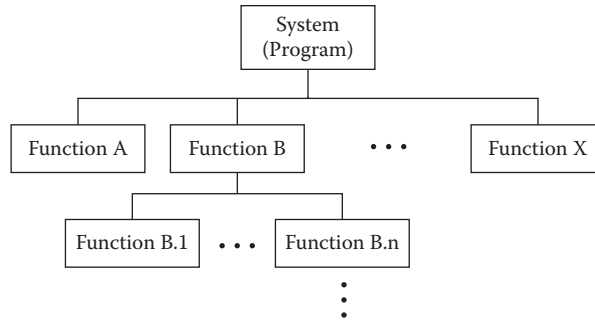 System
(Program)
Function A
Function B
Function X
Function B.1
Function B.n